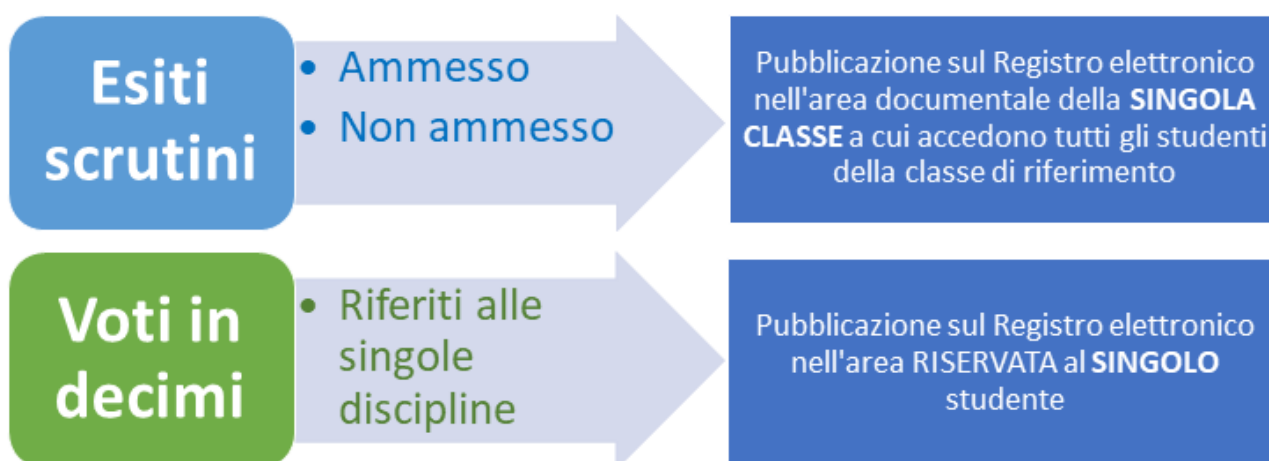 Esiti
scrutini
• Ammesso
• Non ammesso
Pubblicazione sul Registro elettronico
nell'area documentale della SINGOLA
CLASSE a cui accedono tutti gli studenti
della classe di riferimento
Voti in
decimi
• Riferiti alle
singole
discipline
Pubblicazione sul Registro elettronico
nell'area RISERVATA al SINGOLO
studente